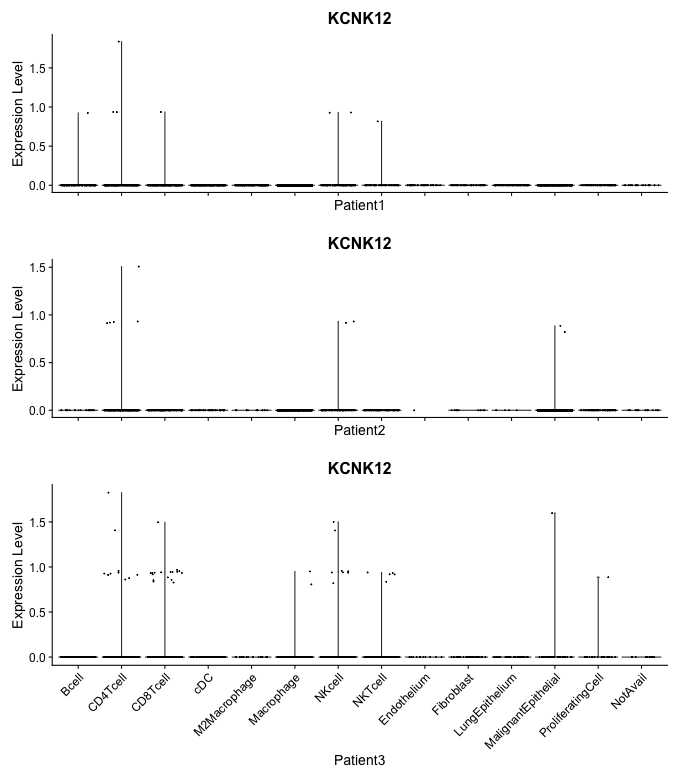 KCNK12
Expression Level
1.5
1.0
0.5
0.0
Patient1
KCNK12
Expression Level
1.5
1.0
0.5
0.0
Patient2
KCNK12
Expression Level
1.5
1.0
0.5
0.0
Bcell
CD4Tcell
CD8Tcell
cDC
M2Macrophage
Macrophage
NKcell
NKTcell
Endothelium
Fibroblast
LungEpithelium
MalignantEpithelial
ProliferatingCell
NotAvail
Patient3